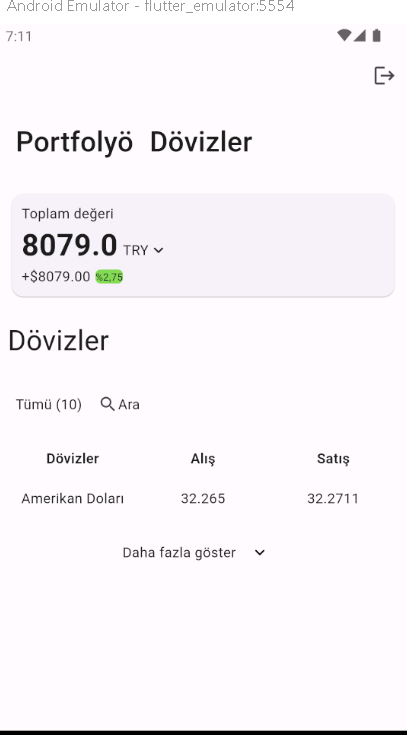 Android Emulator - flutter_emulator:5554
7:11
Portfolyö Dövizler
Toplam değeri
8079.0 TRY
+$8079.00 %2,75
Dövizler
Tümü (10) Ara
Dövizler Alış Satış
Amerikan Doları 32.265 32.2711
Daha fazla göster